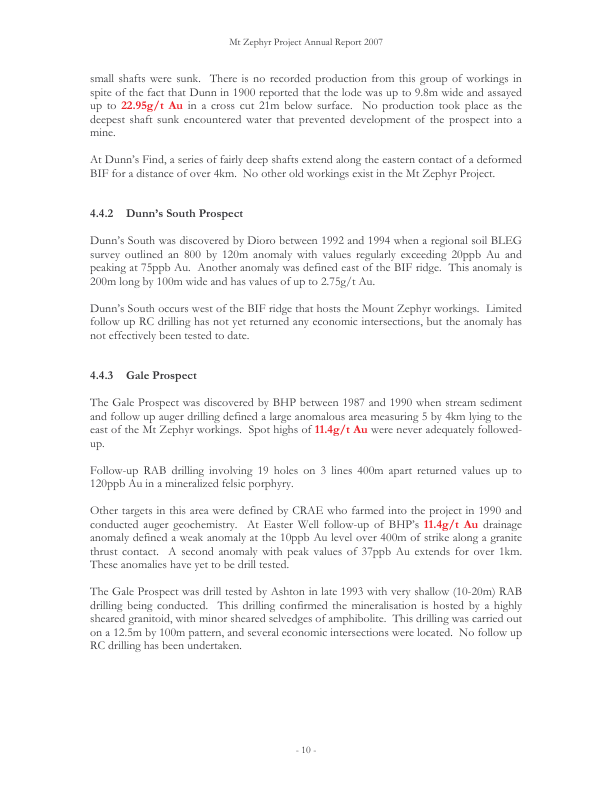 Mt Zephyr Project Annual Report 2007
small shafts were sunk. There is no recorded production from this group of workings in
spite of the fact that Dunn in 1900 reported that the lode was up to 9.8m wide and assayed
up to 22.95g/t Au in a cross cut 21m below surface. No production took place as the
deepest shaft sunk encountered water that prevented development of the prospect into a
mine.
At Dunn's Find, a series of fairly deep shafts extend along the eastern contact of a deformed
BIF for a distance of over 4km. No other old workings exist in the Mt Zephyr Project.
4.4.2 Dunn's South Prospect
Dunn's South was discovered by Dioro between 1992 and 1994 when a regional soil BLEG
survey outlined an 800 by 120m anomaly with values regularly exceeding 20ppb Au and
peaking at 75ppb Au. Another anomaly was defined east of the BIF ridge. This anomaly is
200m long by 100m wide and has values of up to 2.75g/t Au.
Dunn's South occurs west of the BIF ridge that hosts the Mount Zephyr workings. Limited
follow up RC drilling has not yet returned any economic intersections, but the anomaly has
not effectively been tested to date.
4.4.3 Gale Prospect
The Gale Prospect was discovered by BHP between 1987 and 1990 when stream sediment
and follow up auger drilling defined a large anomalous area measuring 5 by 4km lying to the
east of the Mt Zephyr workings. Spot highs of 11.4g/t Au were never adequately followed-
up.
Follow-up RAB drilling involving 19 holes on 3 lines 400m apart returned values up to
120ppb Au in a mineralized felsic porphyry.
Other targets in this area were defined by CRAE who farmed into the project in 1990 and
conducted auger geochemistry. At Easter Well follow-up of BHP's 11.4g/t Au drainage
anomaly defined a weak anomaly at the 10ppb Au level over 400m of strike along a granite
thrust contact. A second anomaly with peak values of 37ppb Au extends for over 1km.
These anomalies have yet to be drill tested.
The Gale Prospect was drill tested by Ashton in late 1993 with very shallow (10-20m) RAB
drilling being conducted. This drilling confirmed the mineralisation is hosted by a highly
sheared granitoid, with minor sheared selvedges of amphibolite. This drilling was carried out
on a 12.5m by 100m pattern, and several economic intersections were located. No follow up
RC drilling has been undertaken.
- 10 -